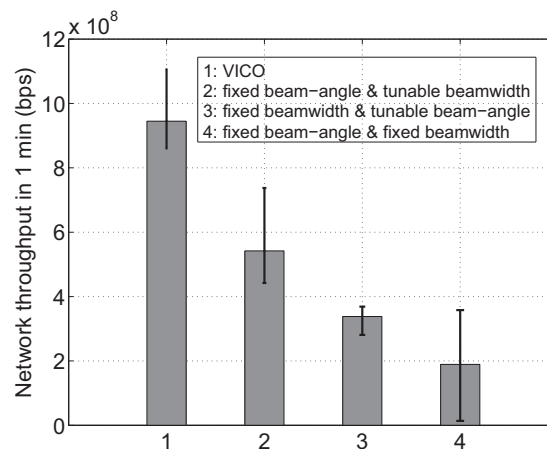 × 10^8
12
10
8
6
4
2
0
Network throughput in 1 min (bps)
1: VICO
2: fixed beam−angle & tunable beamwidth
3: fixed beamwidth & tunable beam−angle
4: fixed beam−angle & fixed beamwidth
1 2 3 4